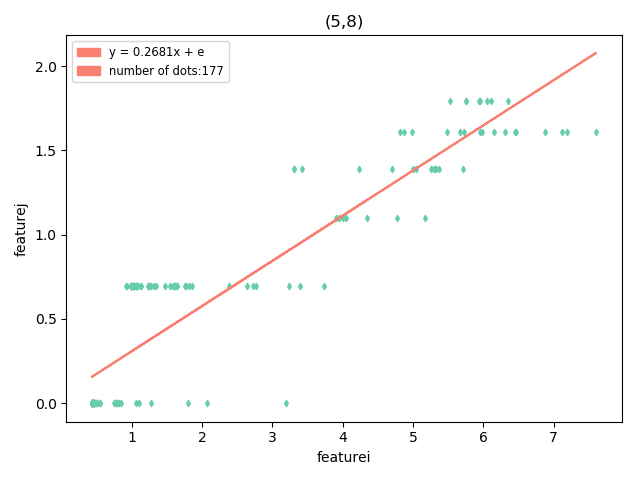 (5,8)
y = 0.2681x + e
number of dots:177
featurej
2.0
1.5
1.0
0.5
0.0
1 2 3 4 5 6 7
featurei